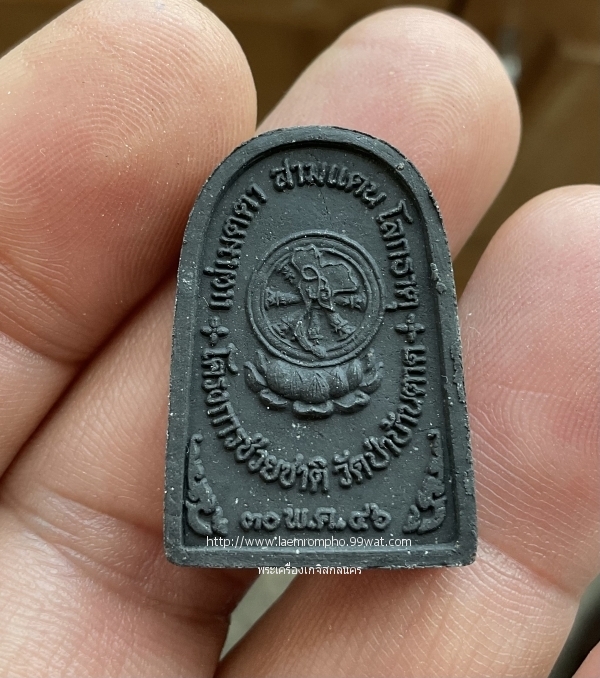 แผ่เมตตา สามแดน โลกธาตุ
โครงการช่วยชาติ วัดป่าบ้านตาด
๓๐ พ.ค. ๔๖
http://www.laemrompho.99wat.com/
พระเครื่องเกจิสกลนคร